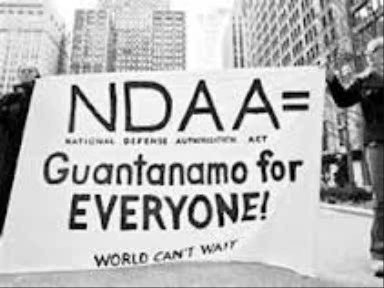 NDAA=
NATIONAL DEFENSE AUTHORIZATION ACT
Guantanamo for
EVERYONE!
WORLD CAN'T WAIT